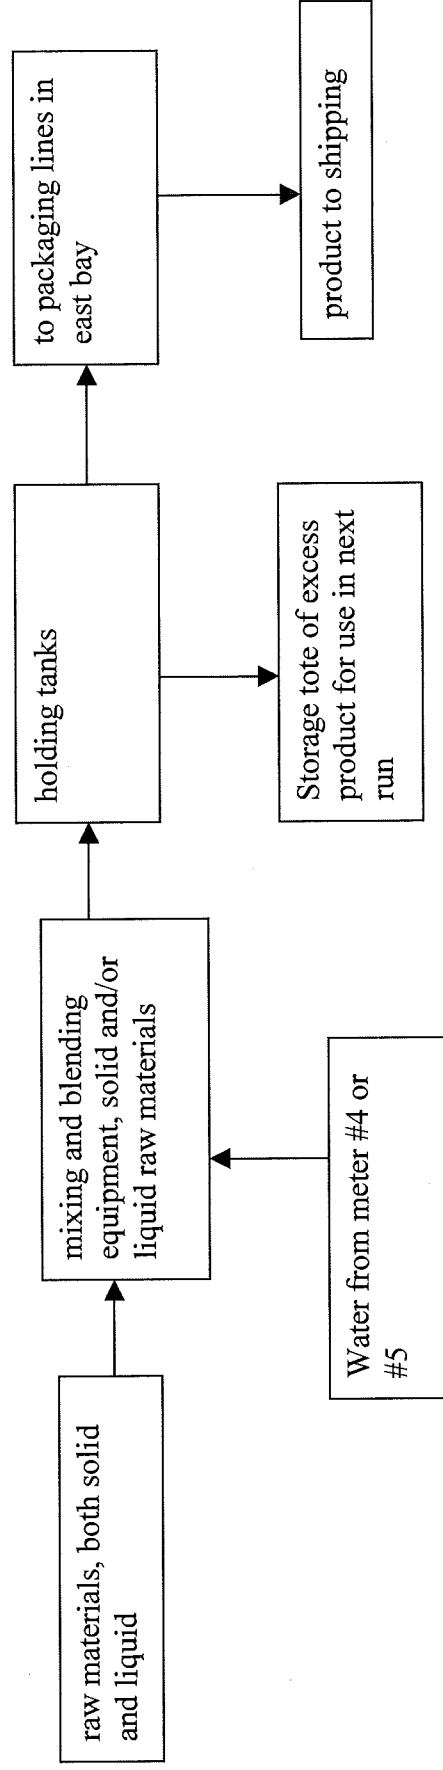 raw materials, both solid
and liquid
mixing and blending
equipment, solid and/or
liquid raw materials
holding tanks
to packaging lines in
east bay
Water from meter #4 or
#5
Storage tote of excess
product for use in next
run
product to shipping